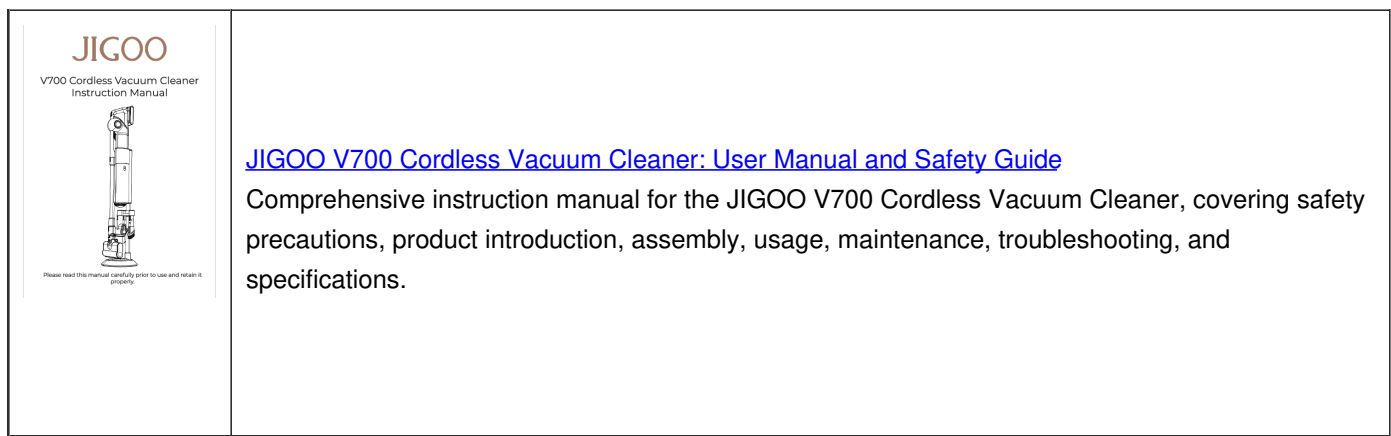 JIGOO
V700 Cordless Vacuum Cleaner
Instruction Manual
Please read this manual carefully prior to use and retain it
properly.
JIGOO V700 Cordless Vacuum Cleaner: User Manual and Safety Guide
Comprehensive instruction manual for the JIGOO V700 Cordless Vacuum Cleaner, covering safety
precautions, product introduction, assembly, usage, maintenance, troubleshooting, and
specifications.